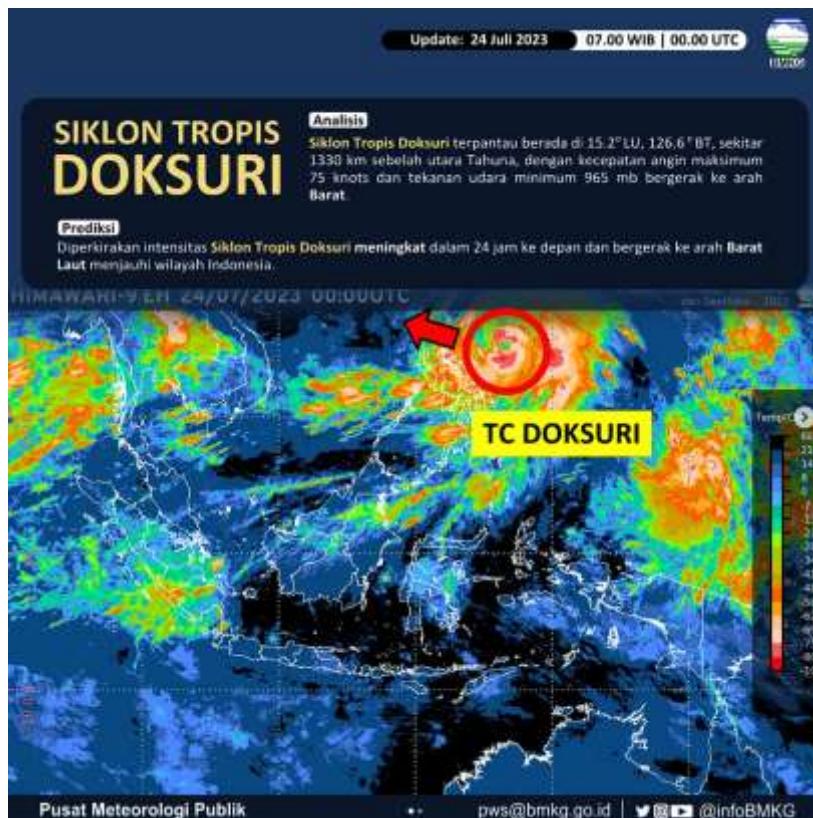 Update: 24 Juli 2023 07.00 WIB | 00.00 UTC
SIKLON TROPIS
DOKSURI
Analisis
Siklon Tropis Doksuri terpantau berada di 15.2° LU, 126.6° BT, sekitar
1330 km sebelah utara Tahuna, dengan kecepatan angin maksimum
75 knots dan tekanan udara minimum 965 mb bergerak ke arah
Barat.
Prediksi
Diperkirakan intensitas Siklon Tropis Doksuri meningkat dalam 24 jam ke depan dan bergerak ke arah Barat
Laut menjauhi wilayah Indonesia.
HIMAWARI-9 EH 24/07/2023 00:00UTC
TC DOKSURI
Pusat Meteorologi Publik
pws@bmkg.go.id | @infoBMKG